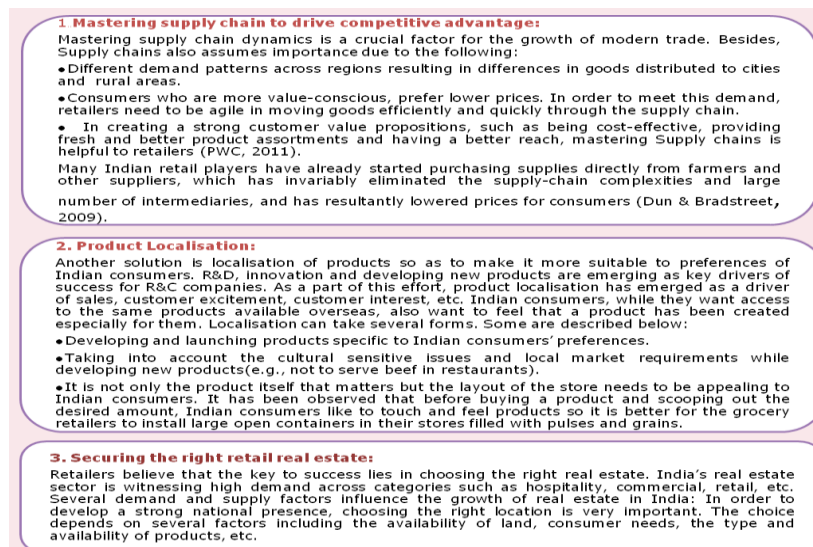 1 Mastering supply chain to drive competitive advantage:
Mastering supply chain dynamics is a crucial factor for the growth of modern trade. Besides,
Supply chains also assumes importance due to the following:
•Different demand patterns across regions resulting in differences in goods distributed to cities
and rural areas.
•Consumers who are more value-conscious, prefer lower prices. In order to meet this demand,
retailers need to be agile in moving goods efficiently and quickly through the supply chain.
• In creating a strong customer value propositions, such as being cost-effective, providing
fresh and better product assortments and having a better reach, mastering Supply chains is
helpful to retailers (PWC, 2011).
Many Indian retail players have already started purchasing supplies directly from farmers and
other suppliers, which has invariably eliminated the supply-chain complexities and large
number of intermediaries, and has resultantly lowered prices for consumers (Dun & Bradstreet,
2009).
2. Product Localisation:
Another solution is localisation of products so as to make it more suitable to preferences of
Indian consumers. R&D, innovation and developing new products are emerging as key drivers of
success for R&C companies. As a part of this effort, product localisation has emerged as a driver
of sales, customer excitement, customer interest, etc. Indian consumers, while they want access
to the same products available overseas, also want to feel that a product has been created
especially for them. Localisation can take several forms. Some are described below:
•Developing and launching products specific to Indian consumers' preferences.
•Taking into account the cultural sensitive issues and local market requirements while
developing new products(e.g., not to serve beef in restaurants).
•It is not only the product itself that matters but the layout of the store needs to be appealing to
Indian consumers. It has been observed that before buying a product and scooping out the
desired amount, Indian consumers like to touch and feel products so it is better for the grocery
retailers to install large open containers in their stores filled with pulses and grains.
3. Securing the right retail real estate:
Retailers believe that the key to success lies in choosing the right real estate. India's real estate
sector is witnessing high demand across categories such as hospitality, commercial, retail, etc.
Several demand and supply factors influence the growth of real estate in India: In order to
develop a strong national presence, choosing the right location is very important. The choice
depends on several factors including the availability of land, consumer needs, the type and
availability of products, etc.